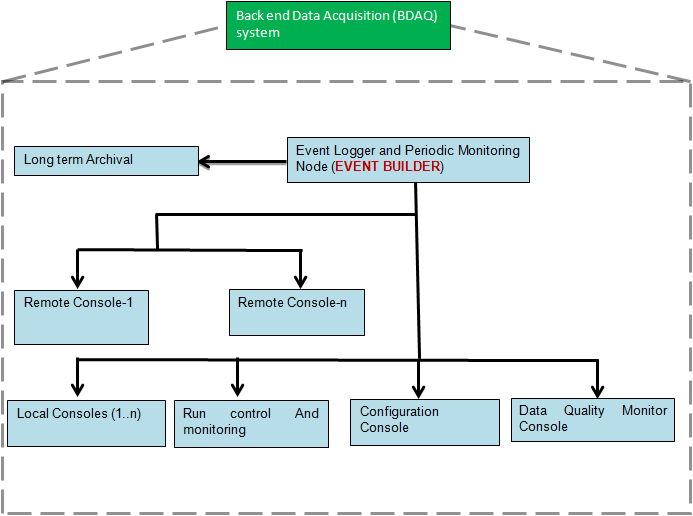 Back end Data Acquisition (BDAQ)
system
Event Logger and Periodic Monitoring
Node (EVENT BUILDER)
Long term Archival
Remote Console-1
Remote Console-n
Local Consoles (1..n)
Run control And
monitoring
Configuration
Console
Data Quality Monitor
Console